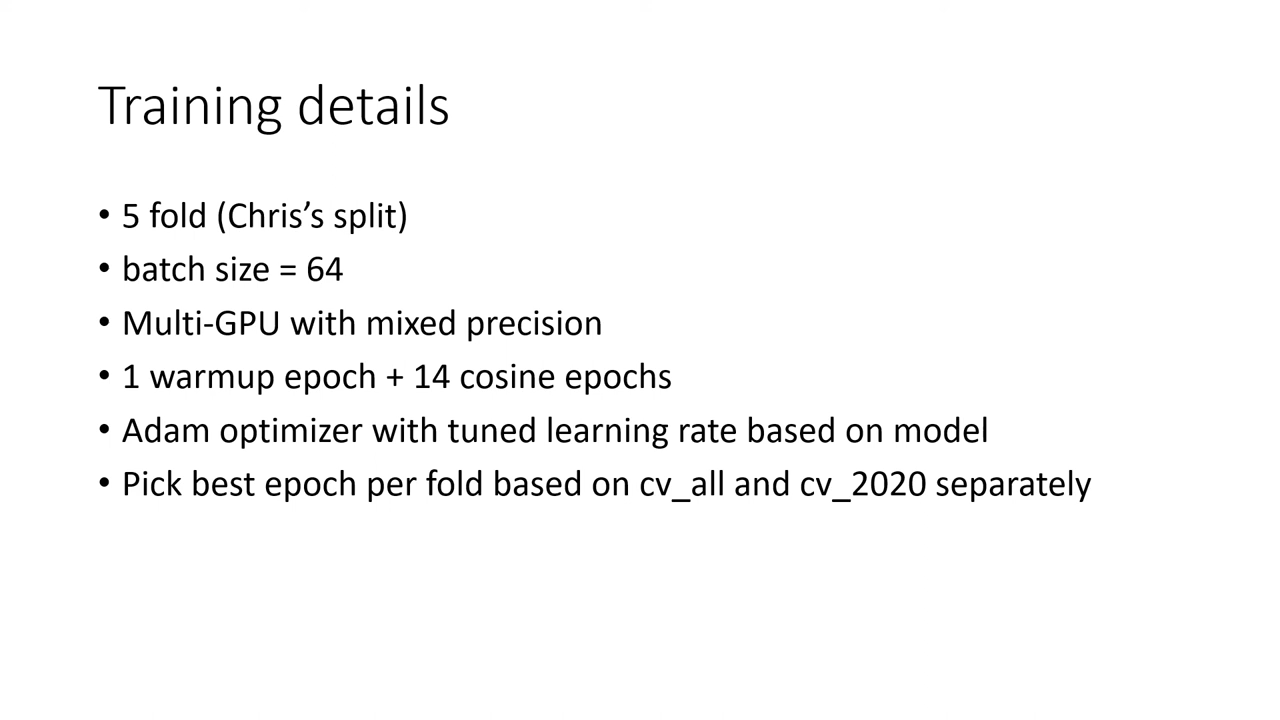 Training details
• 5 fold (Chris’s split)
• batch size = 64
• Multi-GPU with mixed precision
• 1 warmup epoch + 14 cosine epochs
• Adam optimizer with tuned learning rate based on model
• Pick best epoch per fold based on cv_all and cv_2020 separately